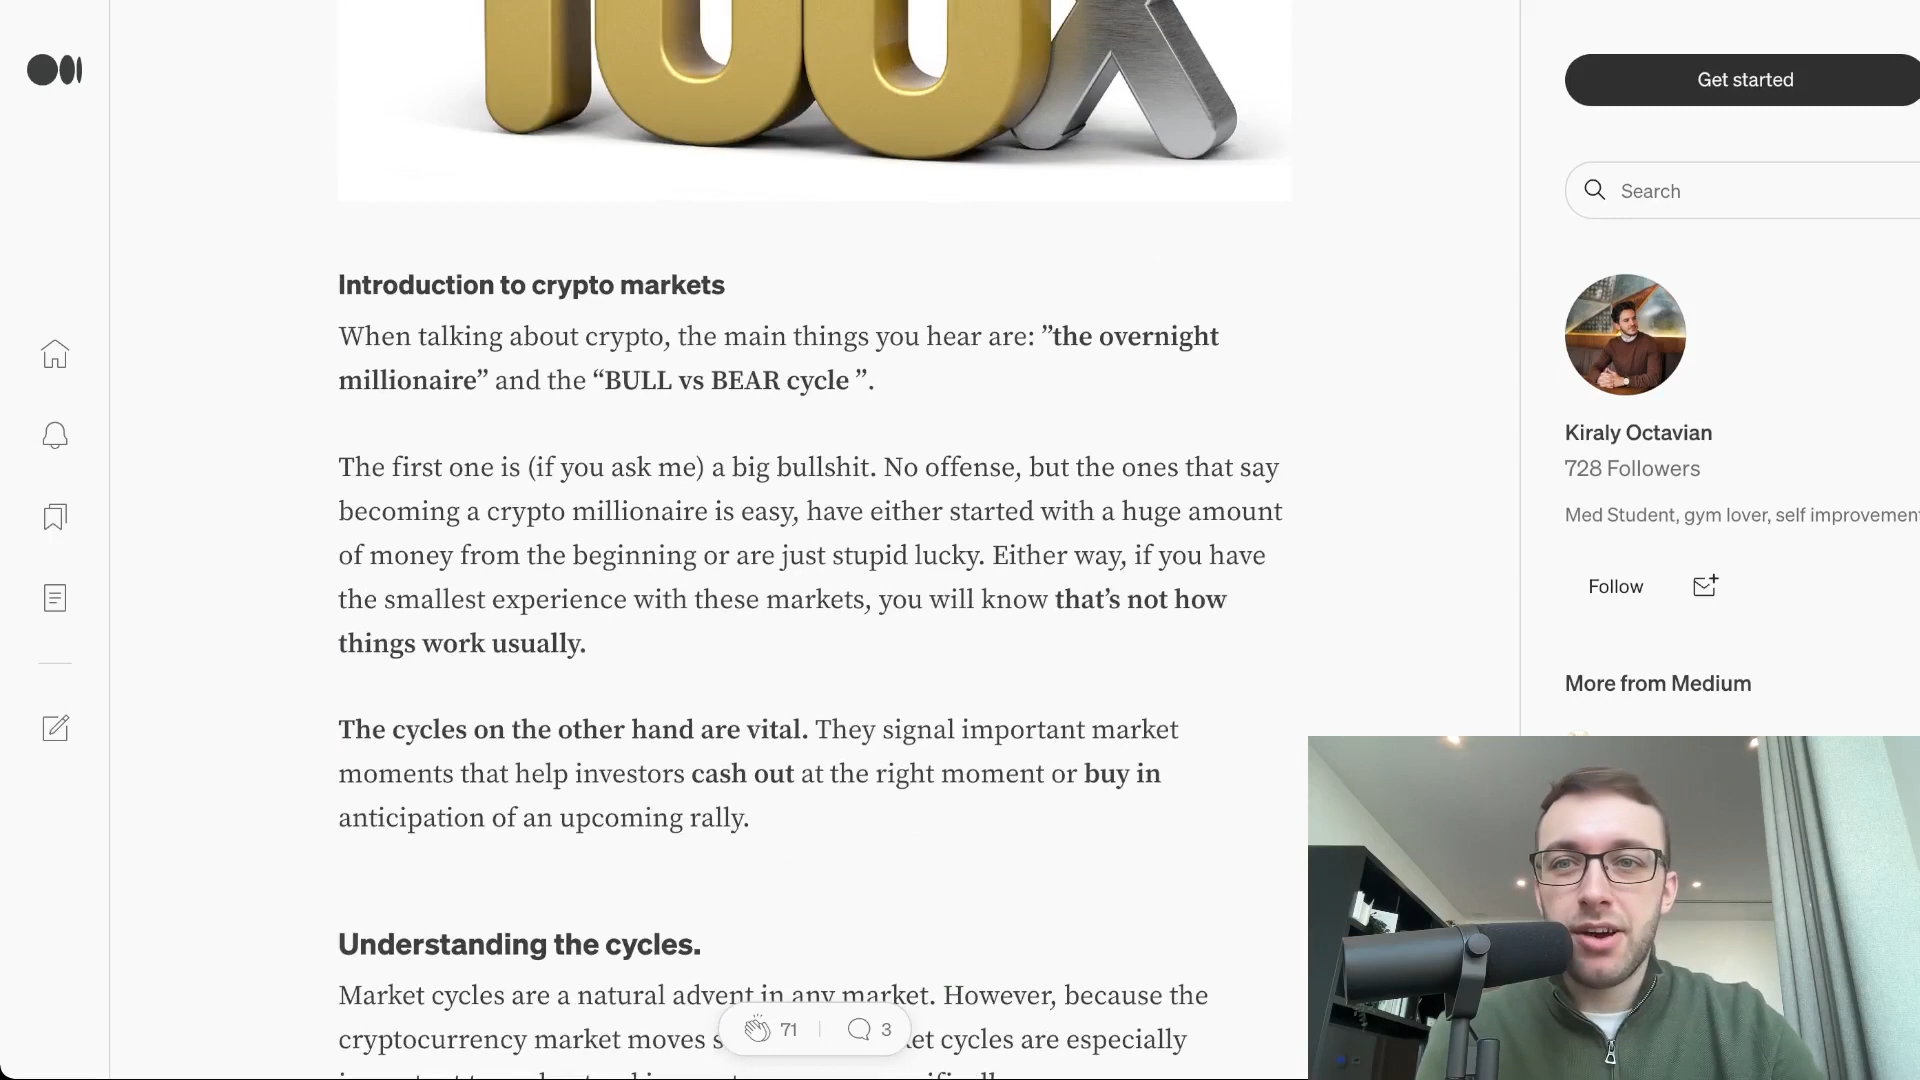 100X
Get started
Search
Introduction to crypto markets
When talking about crypto, the main things you hear are: ”the overnight
millionaire” and the “BULL vs BEAR cycle ”.
The first one is (if you ask me) a big bullshit. No offense, but the ones that say
becoming a crypto millionaire is easy, have either started with a huge amount
of money from the beginning or are just stupid lucky. Either way, if you have
the smallest experience with these markets, you will know that’s not how
things work usually.
The cycles on the other hand are vital. They signal important market
moments that help investors cash out at the right moment or buy in
anticipation of an upcoming rally.
Understanding the cycles.
Market cycles are a natural advent in any market. However, because the
cryptocurrency market moves s et cycles are especially
71
3
Kiraly Octavian
728 Followers
Med Student, gym lover, self improvement
Follow
More from Medium